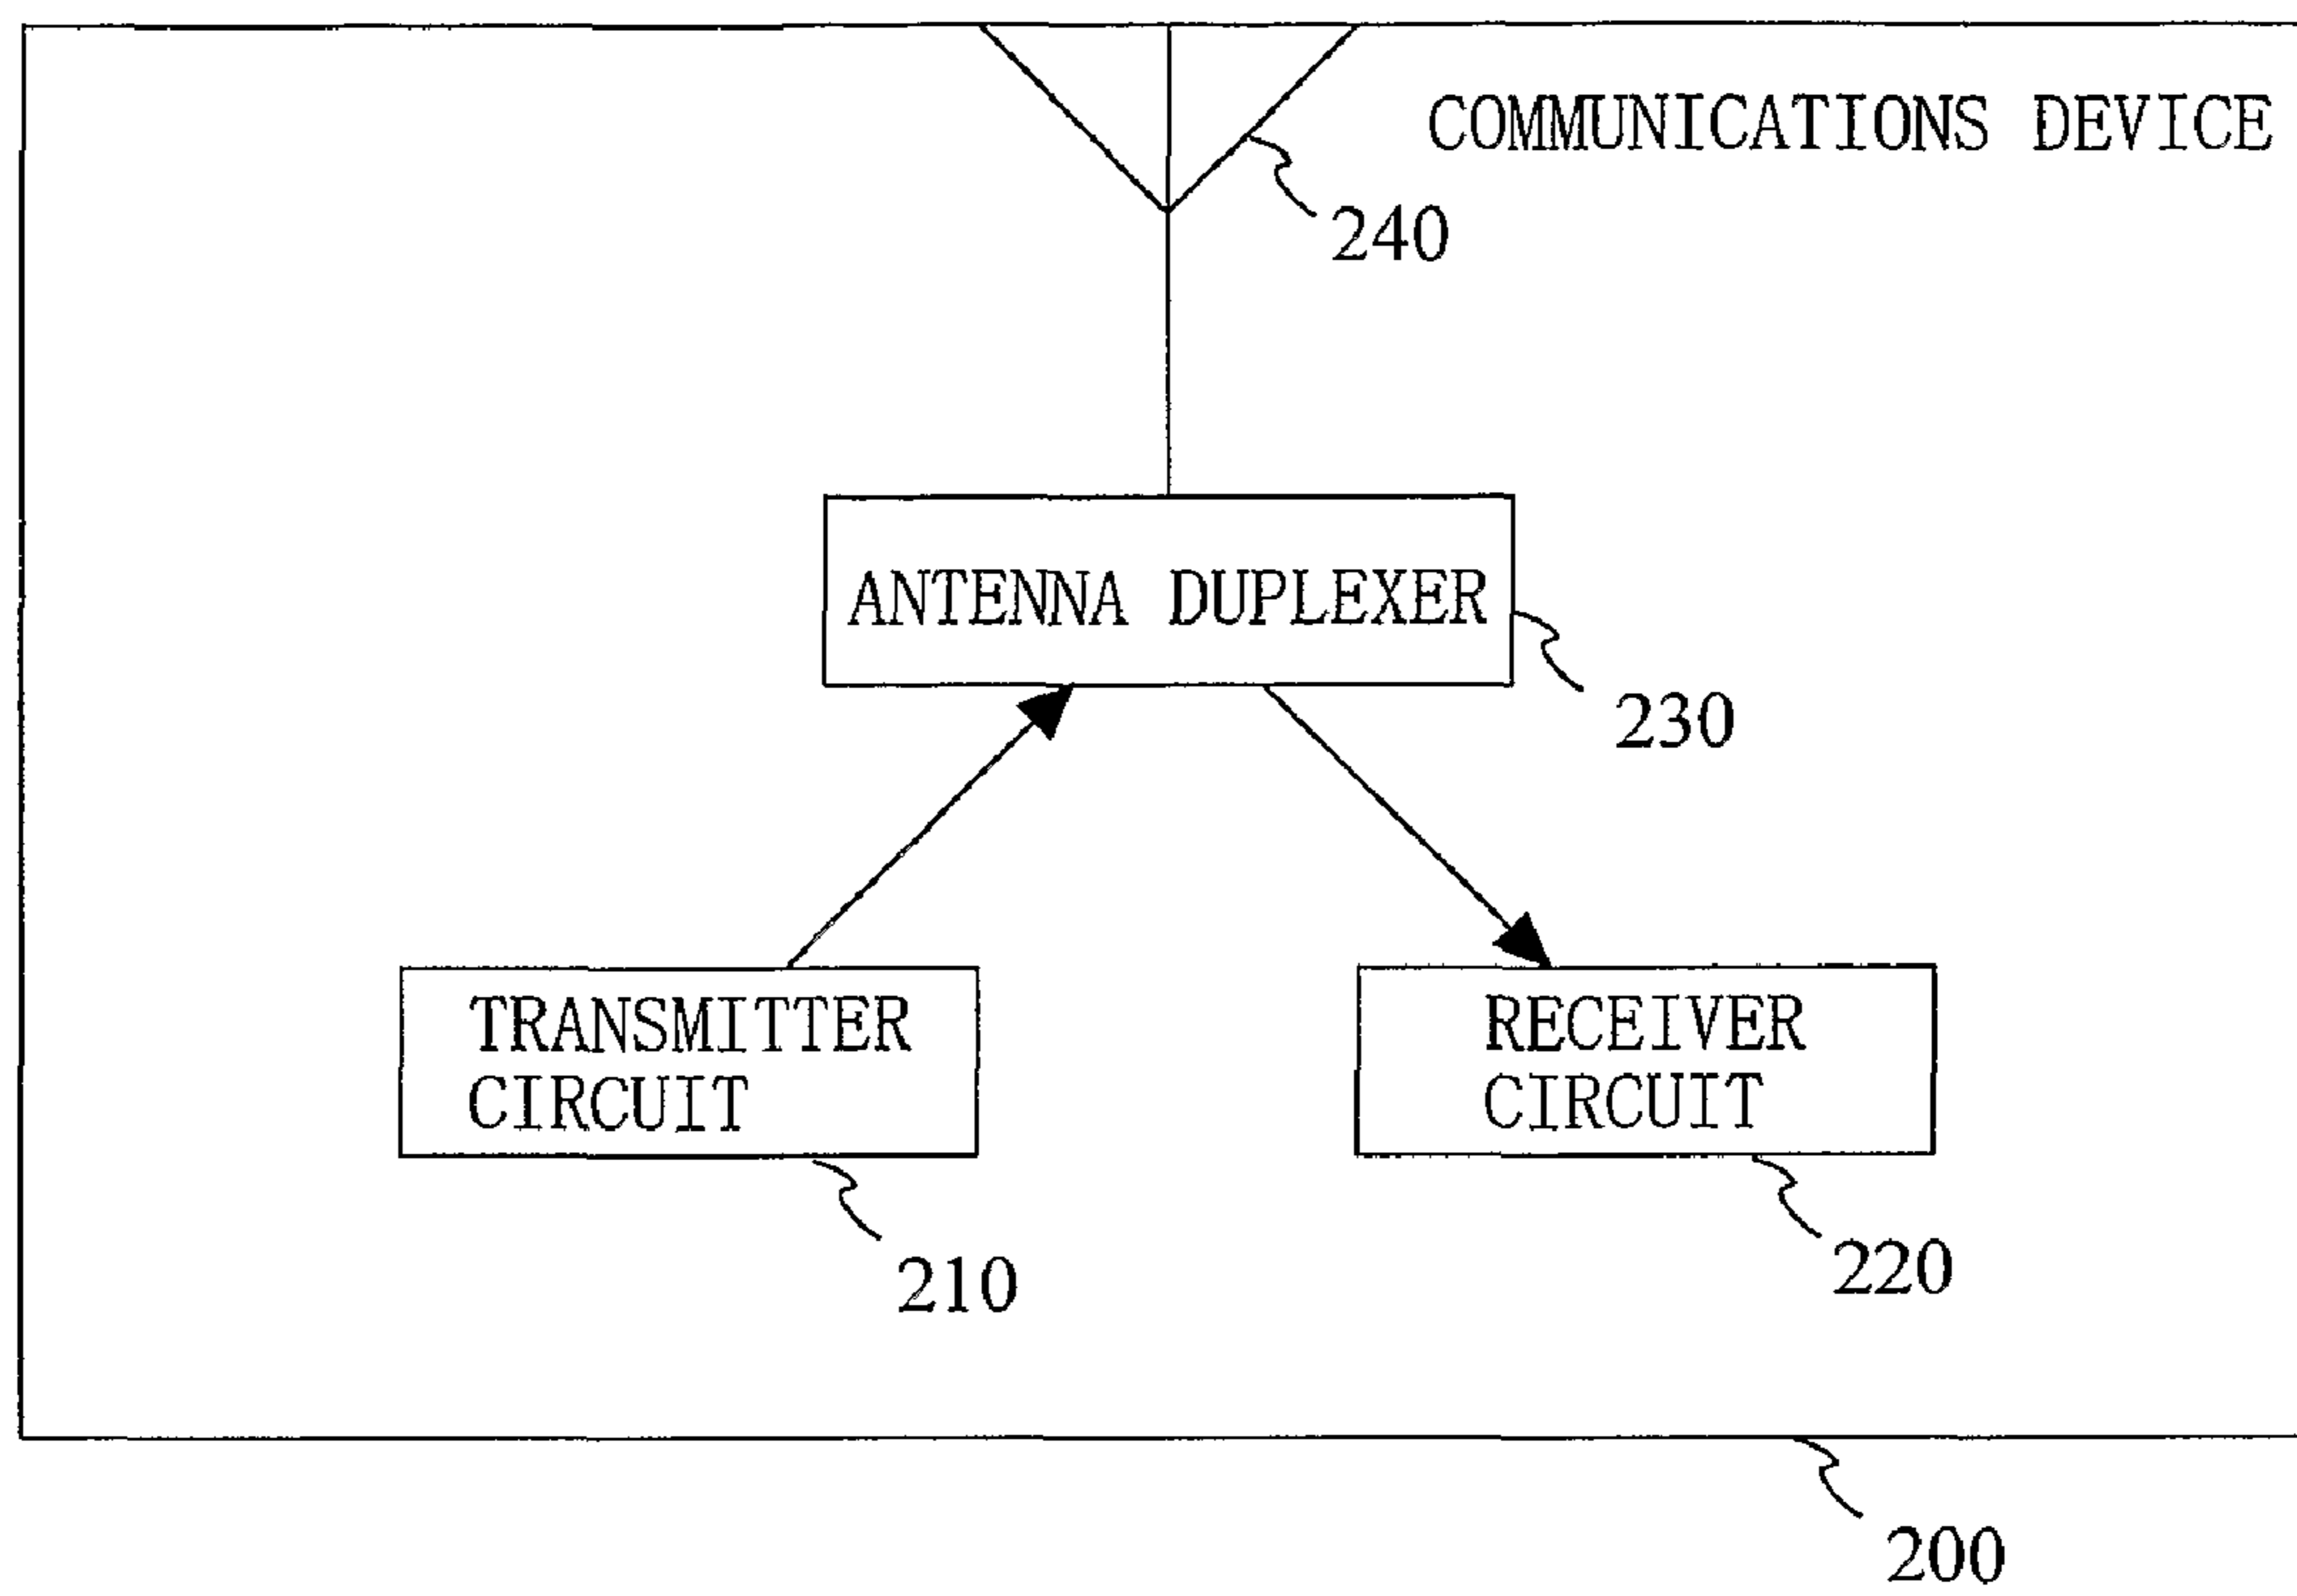 COMMUNICATIONS DEVICE
240
ANTENNA DUPLEXER
230
TRANSMITTER
CIRCUIT
RECEIVER
CIRCUIT
210
220
200